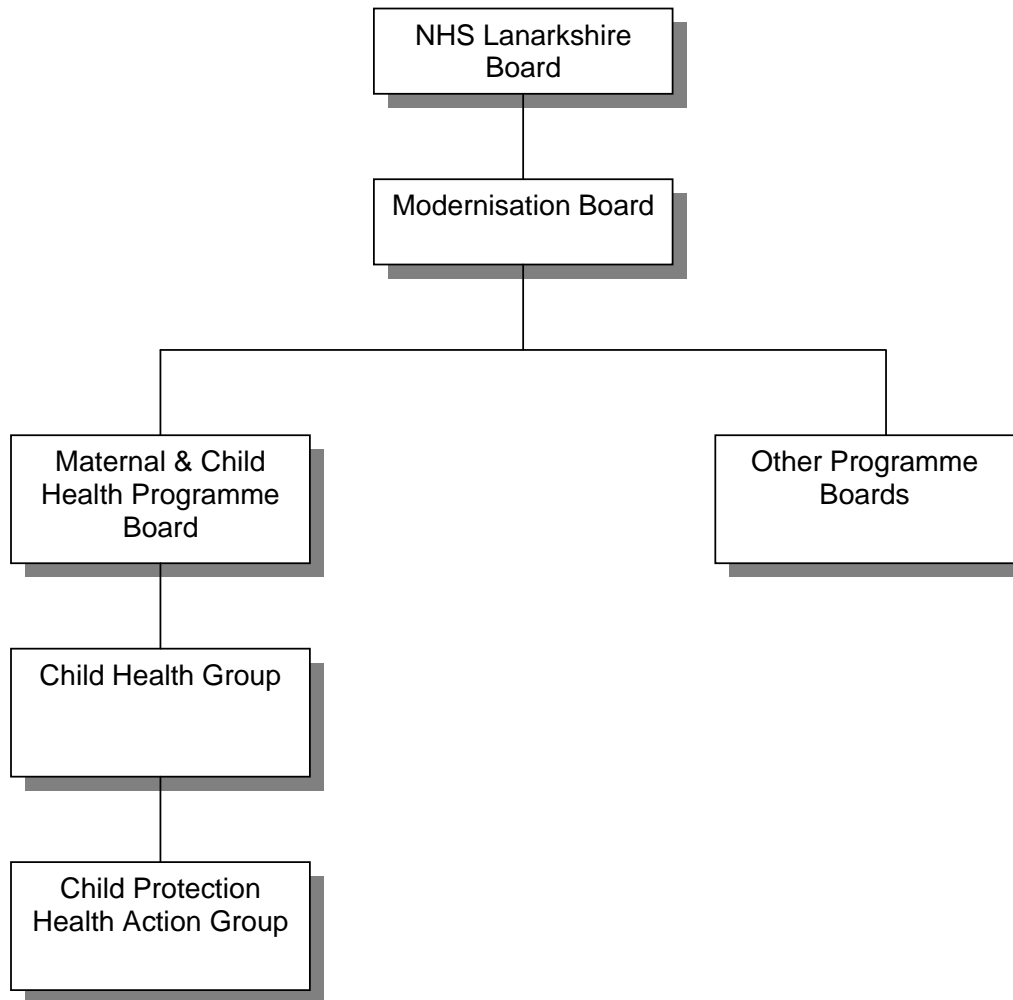 NHS Lanarkshire
Board
Modernisation Board
Maternal & Child
Health Programme
Board
Other Programme
Boards
Child Health Group
Child Protection
Health Action Group